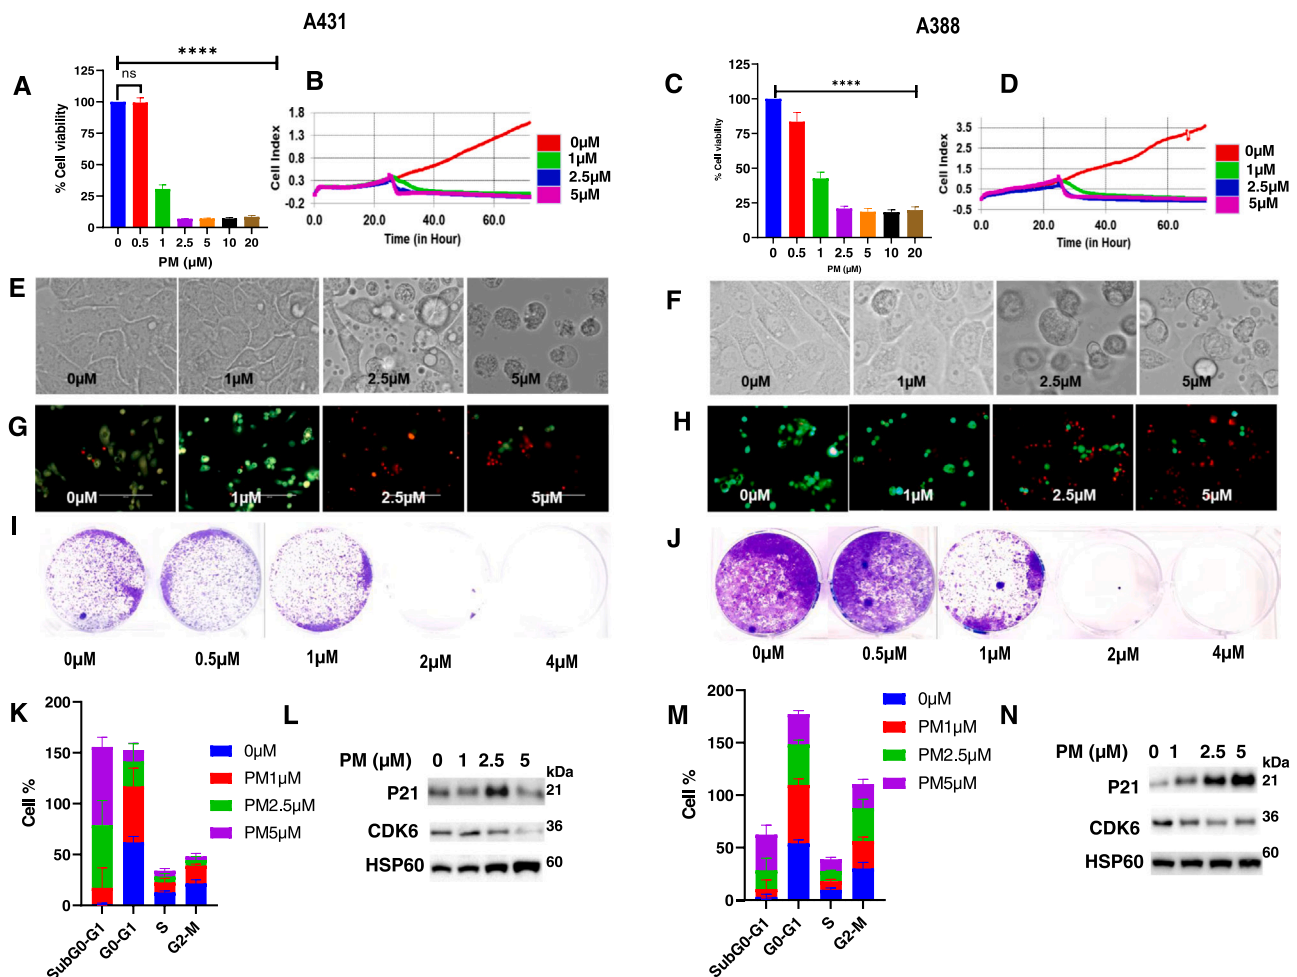 A431
A388
A
****
ns
125
100
75
50
25
0
% Cell viability
0 0.5 1 2.5 5 10 20
PM (µM)
B
1.8
1.3
0.8
0.3
-0.2
Cell Index
0.0 20.0 40.0 60.0
Time (in Hour)
0µM
1µM
2.5µM
5µM
C
****
125
100
75
50
25
0
% Cell viability
0 0.5 1 2.5 5 10 20
PM (µM)
D
3.5
2.5
1.5
0.5
-0.5
Cell Index
0.0 20.0 40.0 60.0
Time (in Hour)
0µM
1µM
2.5µM
5µM
E
0µM 1µM 2.5µM 5µM
F
0µM 1µM 2.5µM 5µM
G
0µM 1µM 2.5µM 5µM
H
0µM 1µM 2.5µM 5µM
I
0µM 0.5µM 1µM 2µM 4µM
J
0µM 0.5µM 1µM 2µM 4µM
K
200
150
100
50
0
Cell %
SubG0-G1 G0-G1 S G2-M
0µM
PM1µM
PM2.5µM
PM5µM
L
PM (µM) 0 1 2.5 5
kDa
P21 21
CDK6 36
HSP60 60
M
200
150
100
50
0
Cell %
SubG0-G1 G0-G1 S G2-M
0µM
PM1µM
PM2.5µM
PM5µM
N
PM (µM) 0 1 2.5 5
kDa
P21 21
CDK6 36
HSP60 60